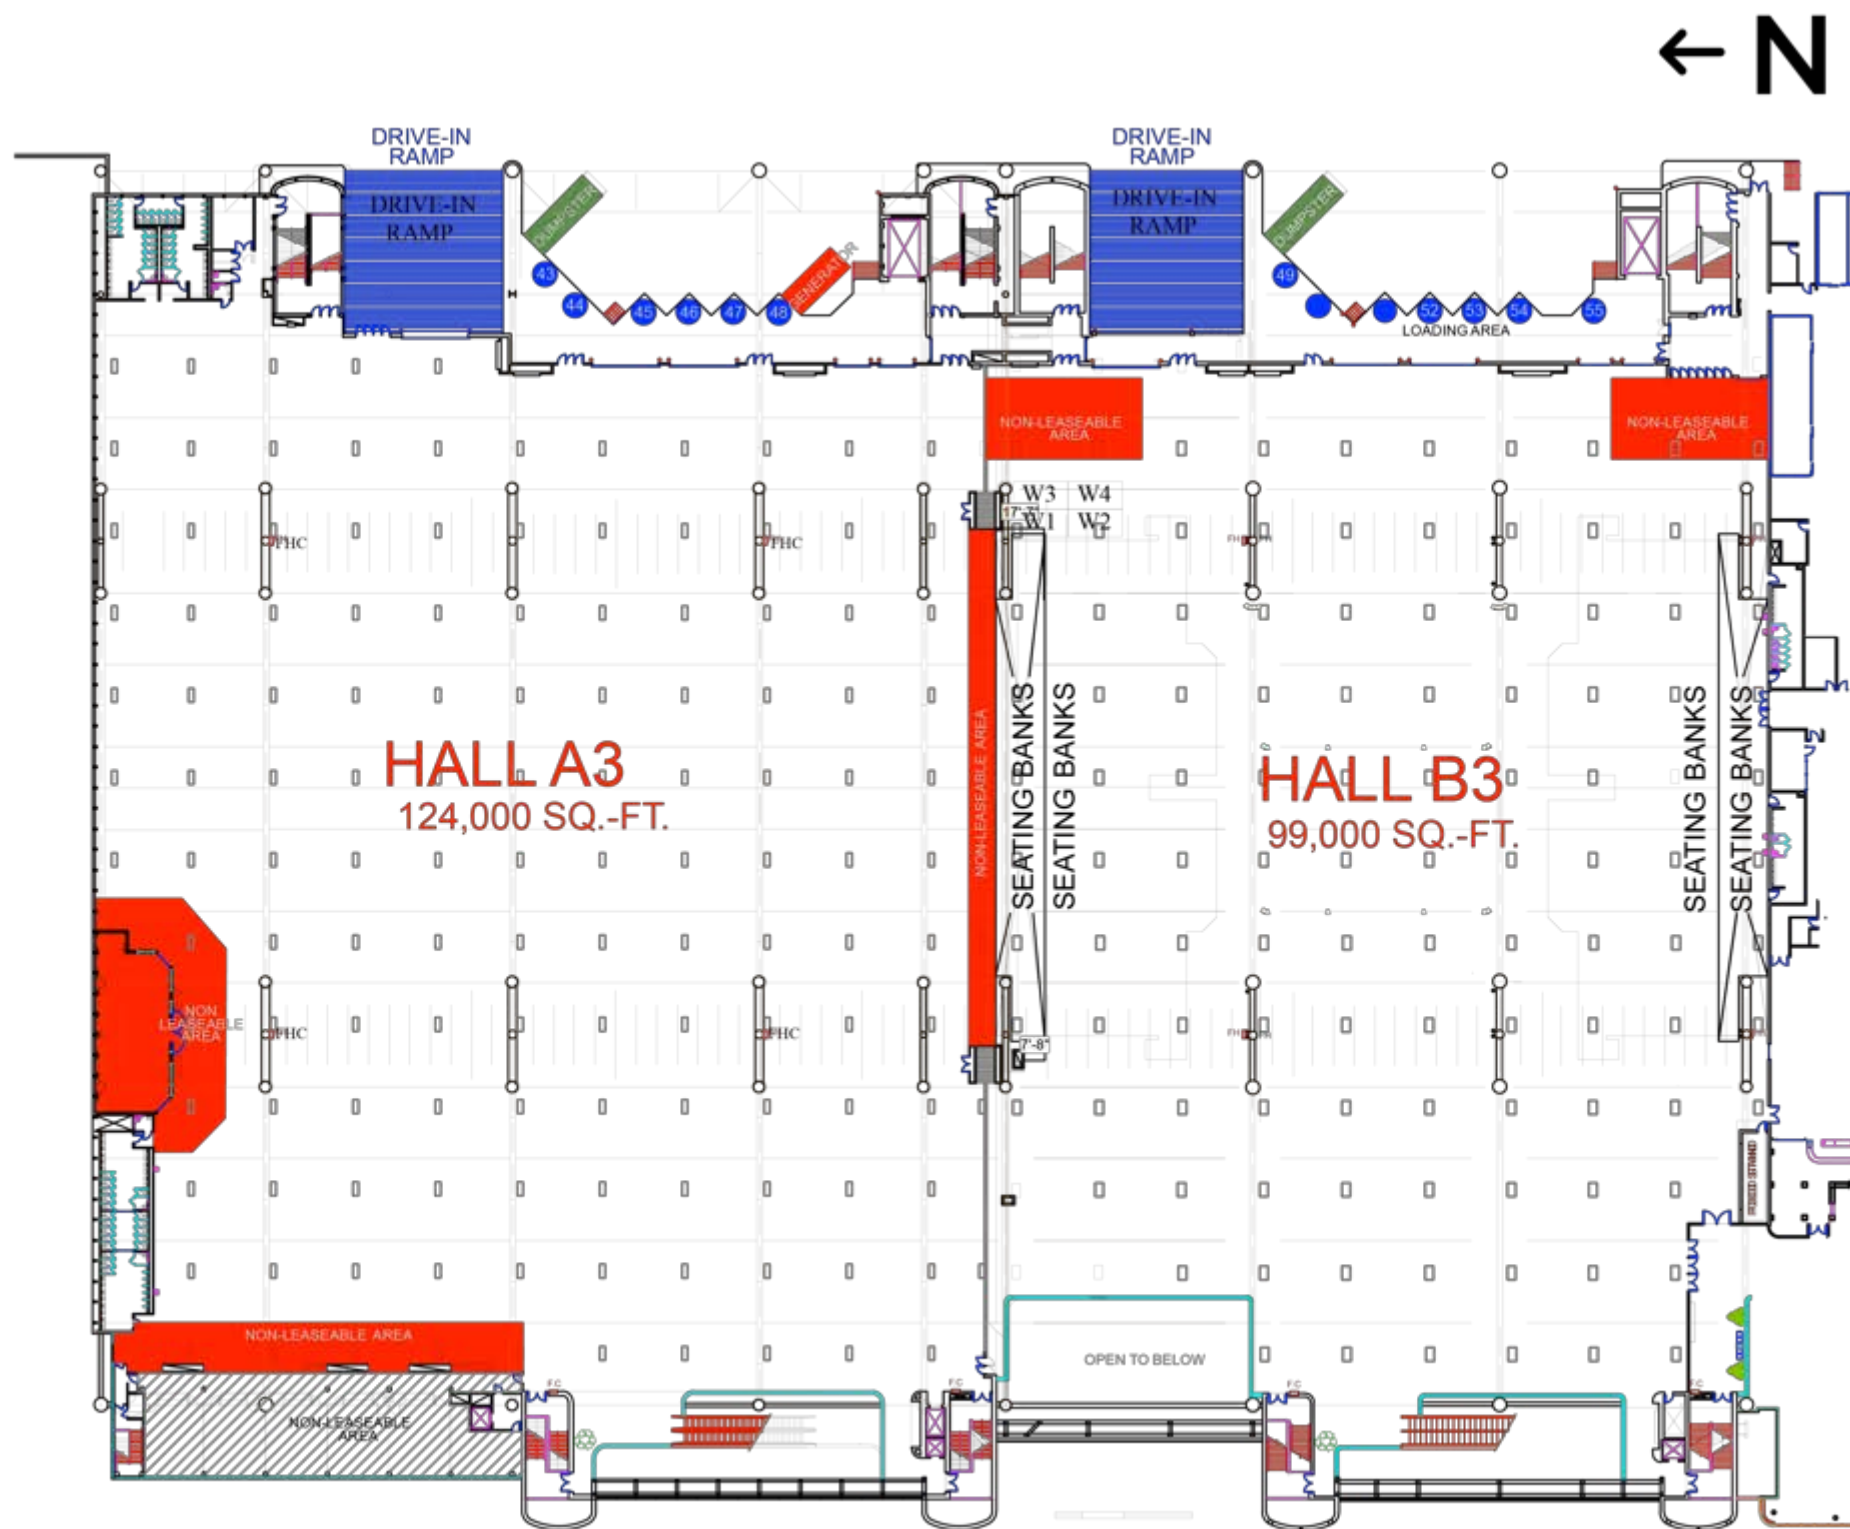 N
DRIVE-IN
RAMP
DRIVE-IN
RAMP
DRIVE-IN
RAMP
DRIVE-IN
RAMP
DUMPSTER
DUMPSTER
GENERATOR
43
44
45
46
47
48
49
52
53
54
55
LOADING AREA
NON-LEASEABLE
AREA
NON-LEASEABLE
AREA
W3 W4
W1 W2
FHC
FHC
HALL A3
124,000 SQ.-FT.
NON-LEASEABLE AREA
SEATING BANKS
SEATING BANKS
HALL B3
99,000 SQ.-FT.
SEATING BANKS
SEATING BANKS
NON
LEASEABLE
AREA
FHC
FHC
7'-8"
NON-LEASEABLE AREA
NON-LEASEABLE
AREA
OPEN TO BELOW
F.C
F.C
F.C
F.C